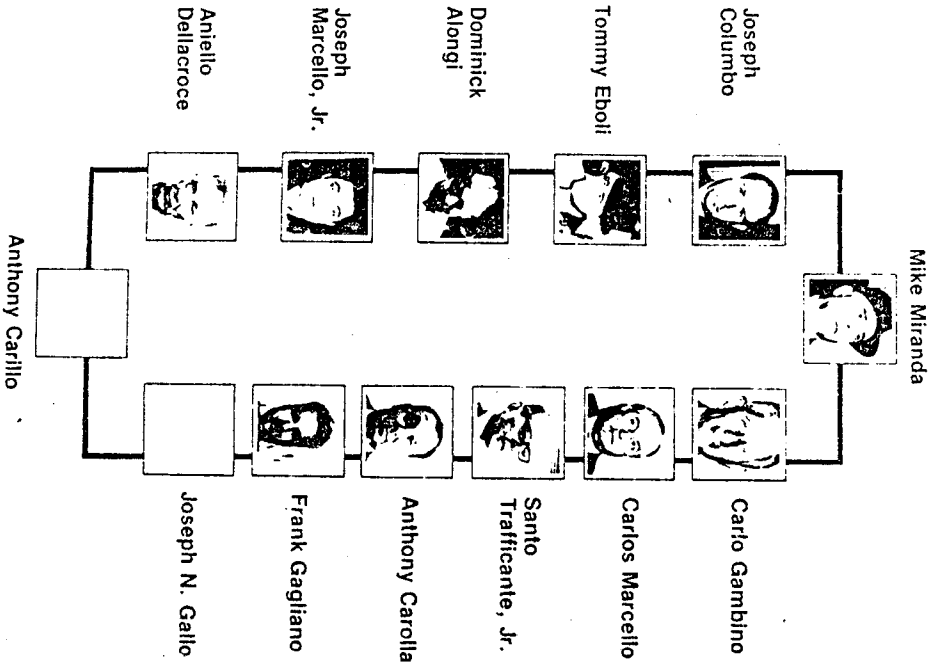 Mike Miranda
Joseph
Columbo
Tommy Eboli
Dominick
Alongi
Joseph
Marcello, Jr.
Aniello
Dellacroce
Carlo Gambino
Carlos Marcello
Santo
Trafficante, Jr.
Anthony Carolla
Frank Gagliano
Joseph N. Gallo
Anthony Carillo